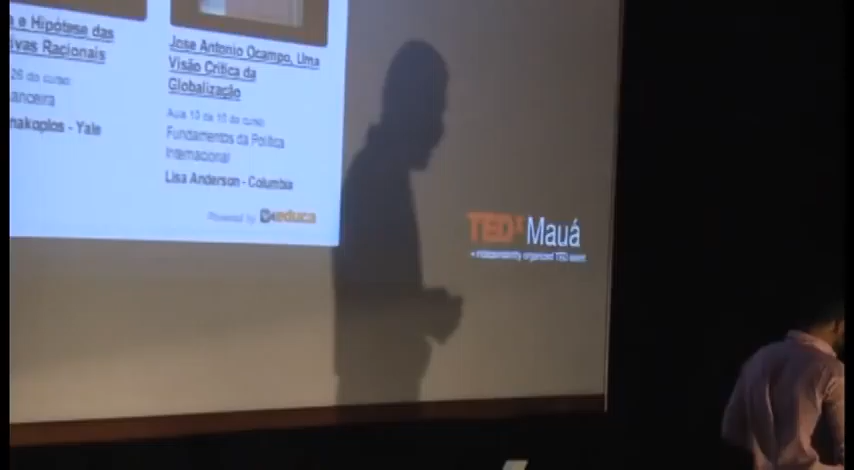 e Hipótese das
ivas Racionais
26 do curso
anceira
nakoplos - Yale
Jose Antonio Ocampo, Uma
Visão Crítica da
Globalização
Aula 13 de 15 do curso
Fundamentos da Política
Internacional
Lisa Anderson - Columbia
Powered by educa
TEDx Mauá
x independently organized TED event